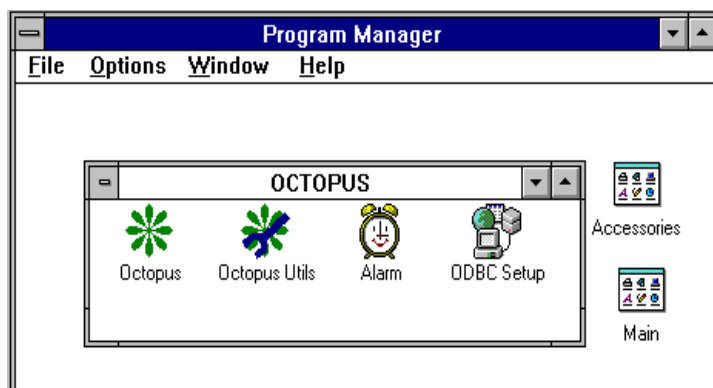 Program Manager
File Options Window Help
OCTOPUS
Octopus Octopus Utils Alarm ODBC Setup
Accessories
Main